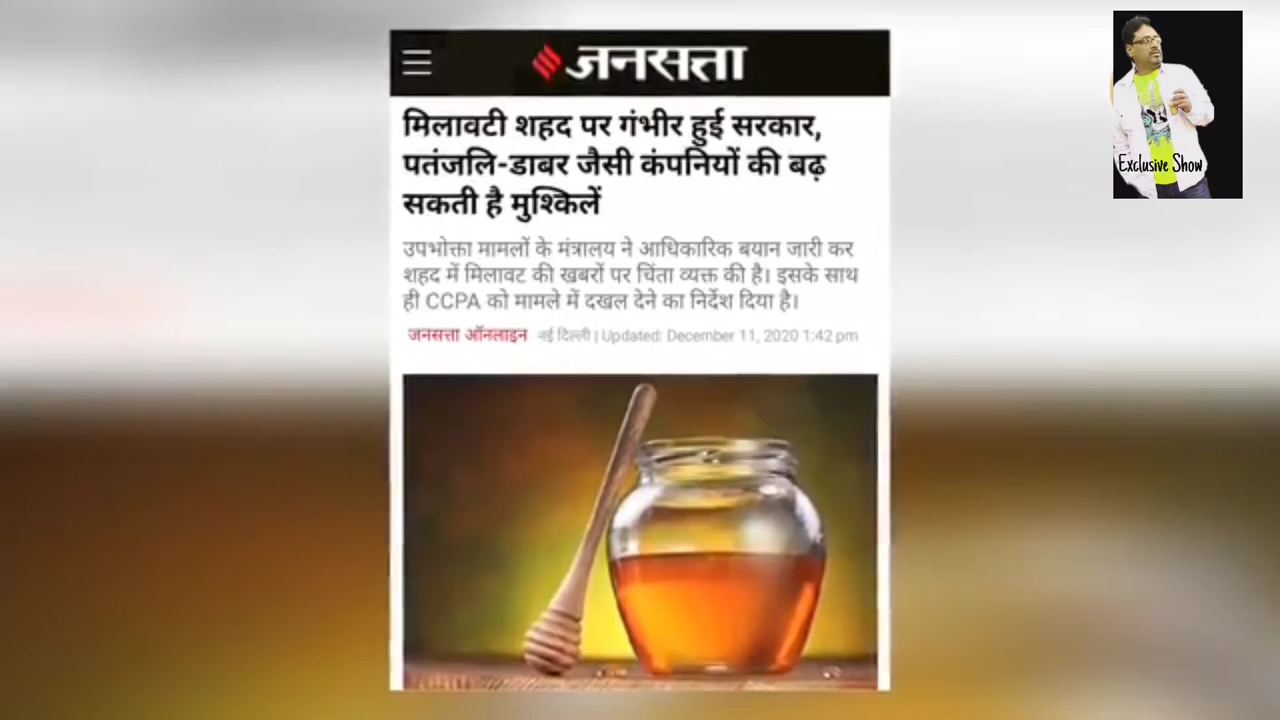 जनसत्ता
मिलावटी शहद पर गंभीर हुई सरकार,
पतंजलि-डाबर जैसी कंपनियों की बढ़
सकती है मुश्किलें
उपभोक्ता मामलों के मंत्रालय ने आधिकारिक बयान जारी कर
शहद में मिलावट की खबरों पर चिंता व्यक्त की है। इसके साथ
ही CCPA को मामले में दखल देने का निर्देश दिया है।
जनसत्ता ऑनलाइन नई दिल्ली | Updated: December 11, 2020 1:42 pm
Exclusive Show